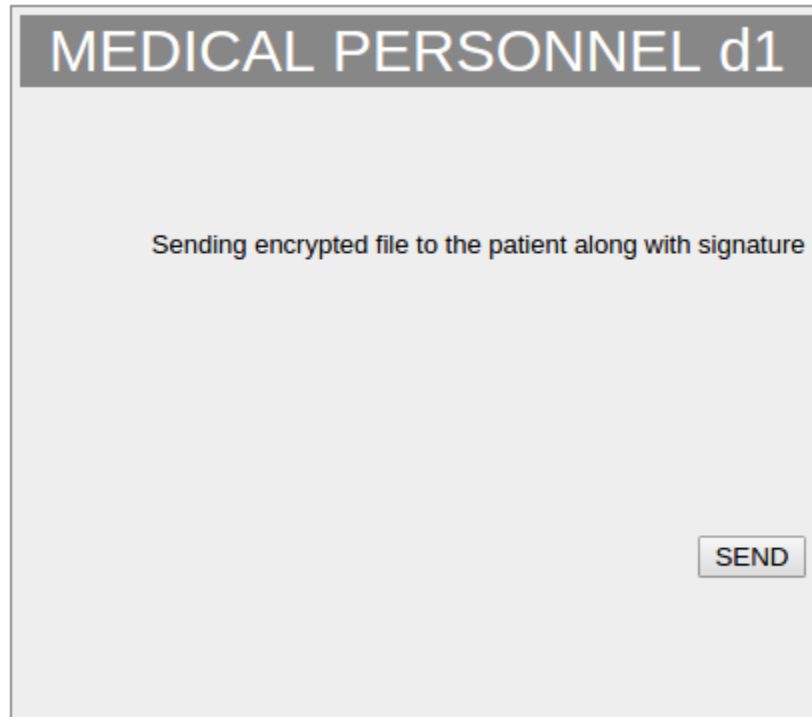 MEDICAL PERSONNEL d1
Sending encrypted file to the patient along with signature
SEND